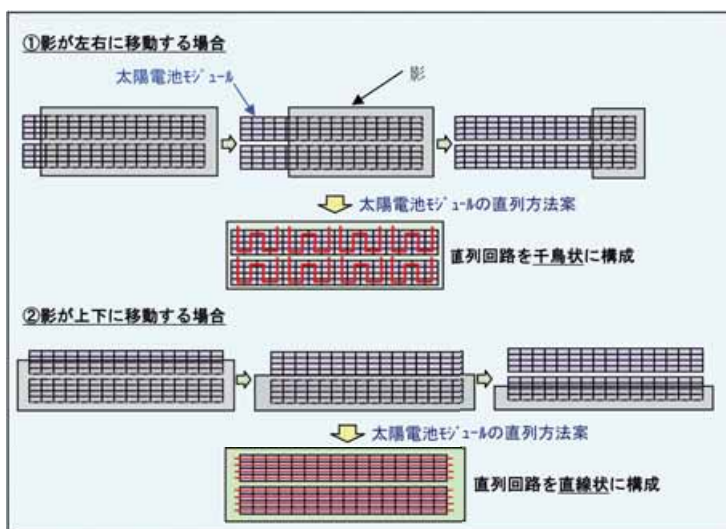 ①影が左右に移動する場合
太陽電池ﾓｼﾞｭｰﾙ
影
太陽電池ﾓｼﾞｭｰﾙの直列方法案
直列回路を千鳥状に構成
②影が上下に移動する場合
太陽電池ﾓｼﾞｭｰﾙの直列方法案
直列回路を直線状に構成